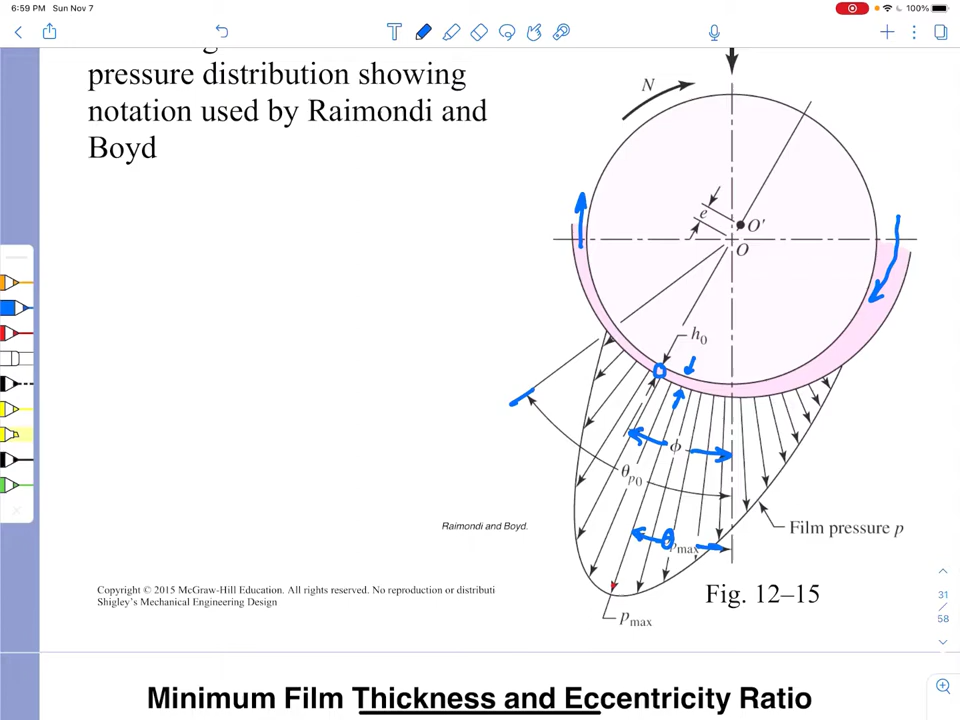 6:59 PM Sun Nov 7
100%
T
pressure distribution showing
notation used by Raimondi and
Boyd
N
e
O'
O
h0
ϕ
θp0
θpmax
Film pressure p
Raimondi and Boyd.
pmax
Fig. 12–15
Copyright © 2015 McGraw-Hill Education. All rights reserved. No reproduction or distributi
Shigley's Mechanical Engineering Design
31
/
58
Minimum Film Thickness and Eccentricity Ratio